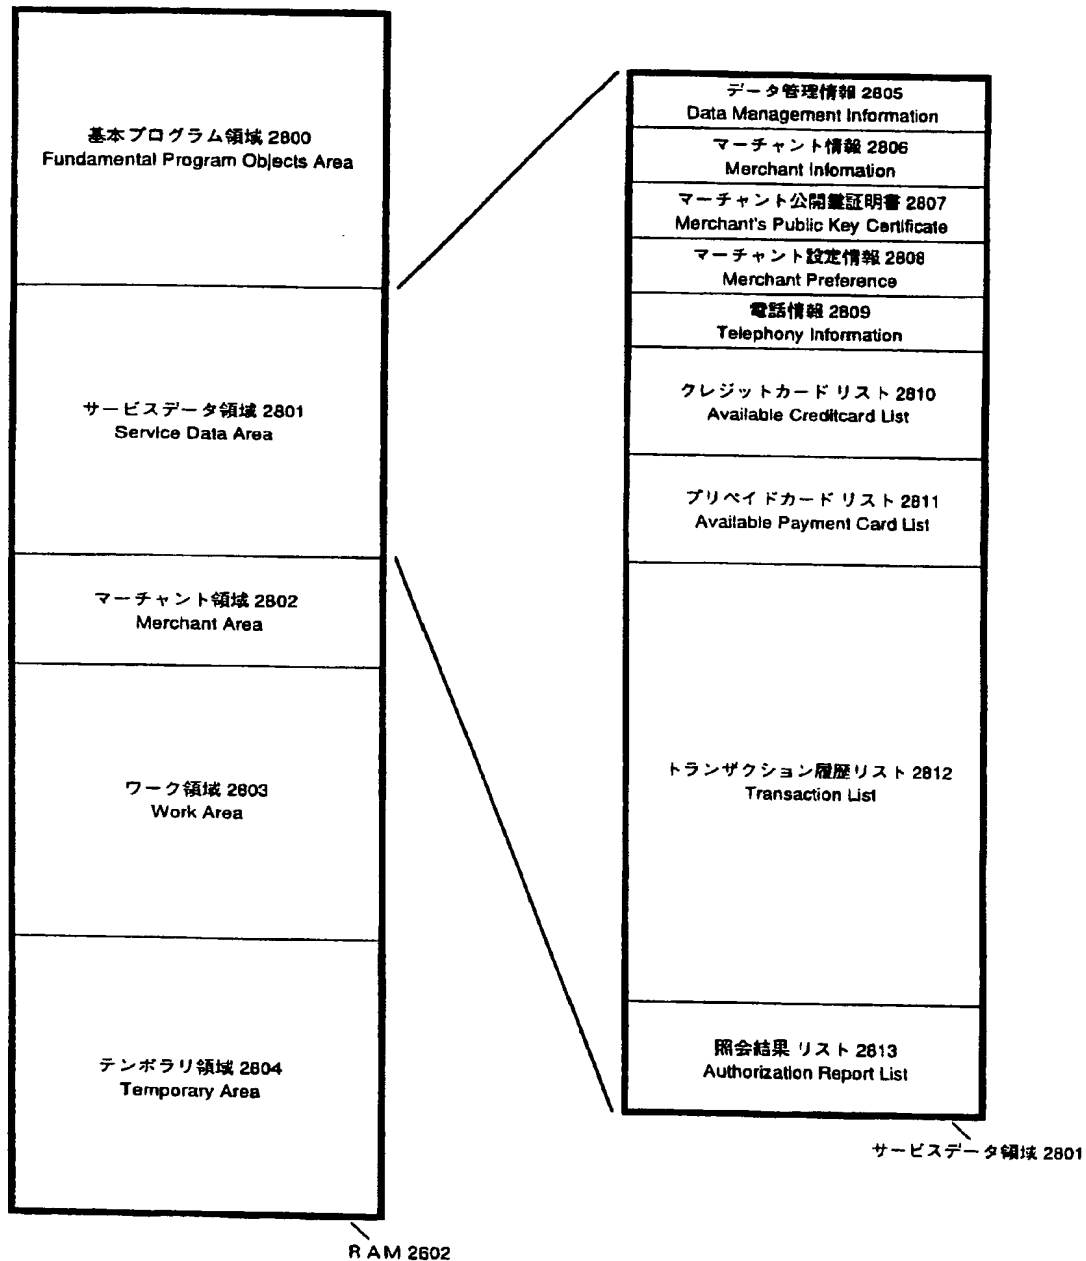 基本プログラム領域 2800
Fundamental Program Objects Area
サービスデータ領域 2801
Service Data Area
マーチャント領域 2802
Merchant Area
ワーク領域 2803
Work Area
テンポラリ領域 2804
Temporary Area
RAM 2602
データ管理情報 2805
Data Management Information
マーチャント情報 2806
Merchant Infomation
マーチャント公開鍵証明書 2807
Merchant's Public Key Certificate
マーチャント設定情報 2808
Merchant Preference
電話情報 2809
Telephony Information
クレジットカード リスト 2810
Available Creditcard List
プリペイドカード リスト 2811
Available Payment Card List
トランザクション履歴リスト 2812
Transaction List
照会結果 リスト 2813
Authorization Report List
サービスデータ領域 2801